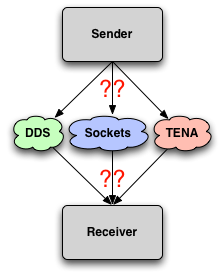 Sender
??
DDS
Sockets
TENA
??
Receiver